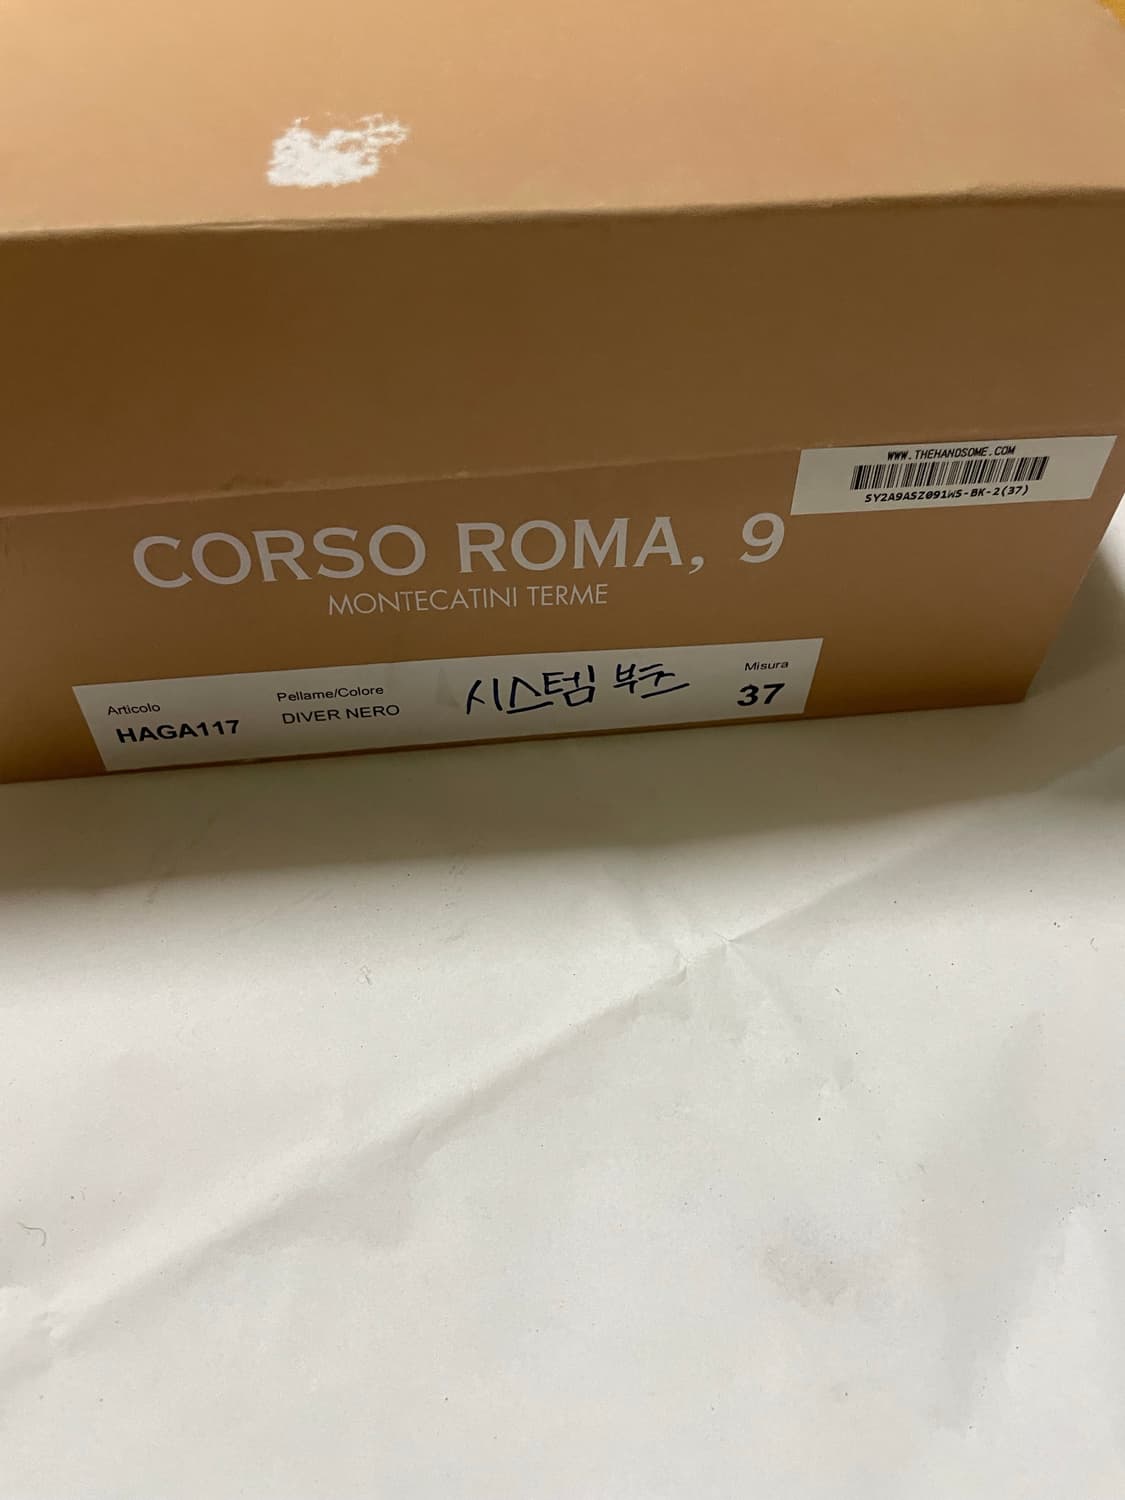 WWW.THEHANDSOME.COM
SY2A9ASZ091WS-BK-2(37)
CORSO ROMA, 9
MONTECATINI TERME
Articolo
HAGA117
Pellame/Colore
DIVER NERO
시스템 부츠
Misura
37